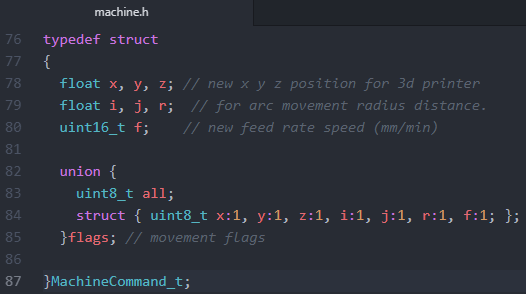 machine.h
76 typedef struct
77 {
78 float x, y, z; // new x y z position for 3d printer
79 float i, j, r; // for arc movement radius distance.
80 uint16_t f; // new feed rate speed (mm/min)
81
82 union {
83 uint8_t all;
84 struct { uint8_t x:1, y:1, z:1, i:1, j:1, r:1, f:1; };
85 }flags; // movement flags
86
87 }MachineCommand_t;